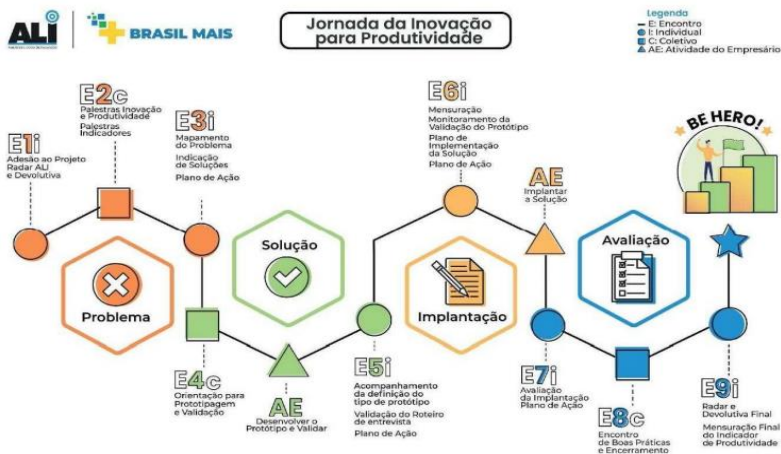 ALI
BRASIL MAIS
Jornada da Inovação
para Produtividade
Legenda
E: Encontro
I: Individual
C: Coletivo
AE: Atividade do Empresário
E1i
Adesão ao Projeto
Radar ALI
e Devolutiva
E2c
Palestras Inovação
e Produtividade
Palestras
Indicadores
E3i
Mapamento
do Problema
Indicação
de Soluções
Plano de Ação
Problema
E4c
Orientação para
Prototipagem
e Validação
Solução
AE
Desenvolver o
Protótipo e Validar
E5i
Acompanhamento
da definição do
tipo de protótipo
Validação do Roteiro
de entrevista
Plano de Ação
E6i
Mensuração
Monitoramento da
Validação do Protótipo
Plano de
Implementação
da Solução
Plano de Ação
Implantação
AE
Implantar
a Solução
E7i
Avaliação
da Implantação
Plano de Ação
Avaliação
E8c
Encontro
de Boas Práticas
e Encerramento
E9i
Radar e
Devolutiva Final
Mensuração Final
do Indicador
de Produtividade
BE HERO!